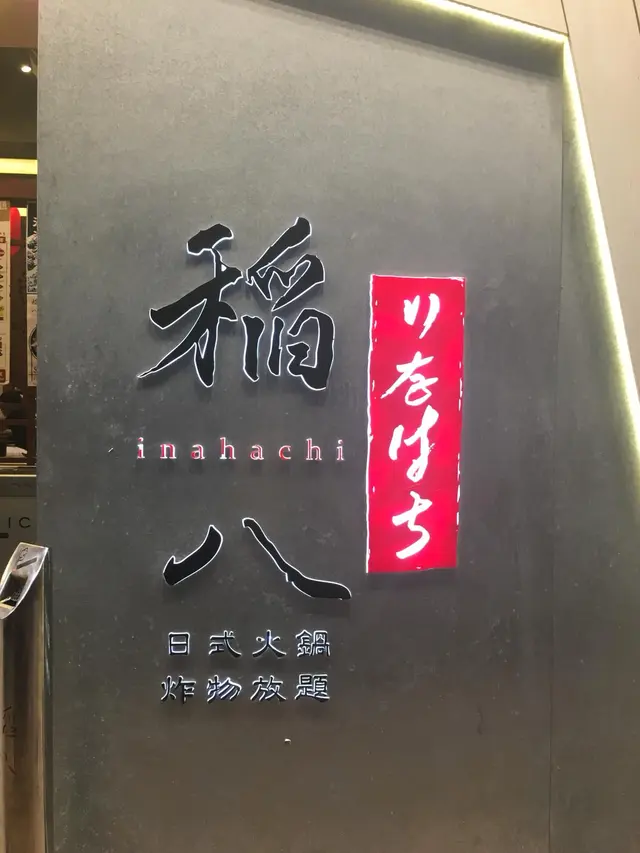 稲
inahachi
八
いなはち
日式火鍋
炸物放題